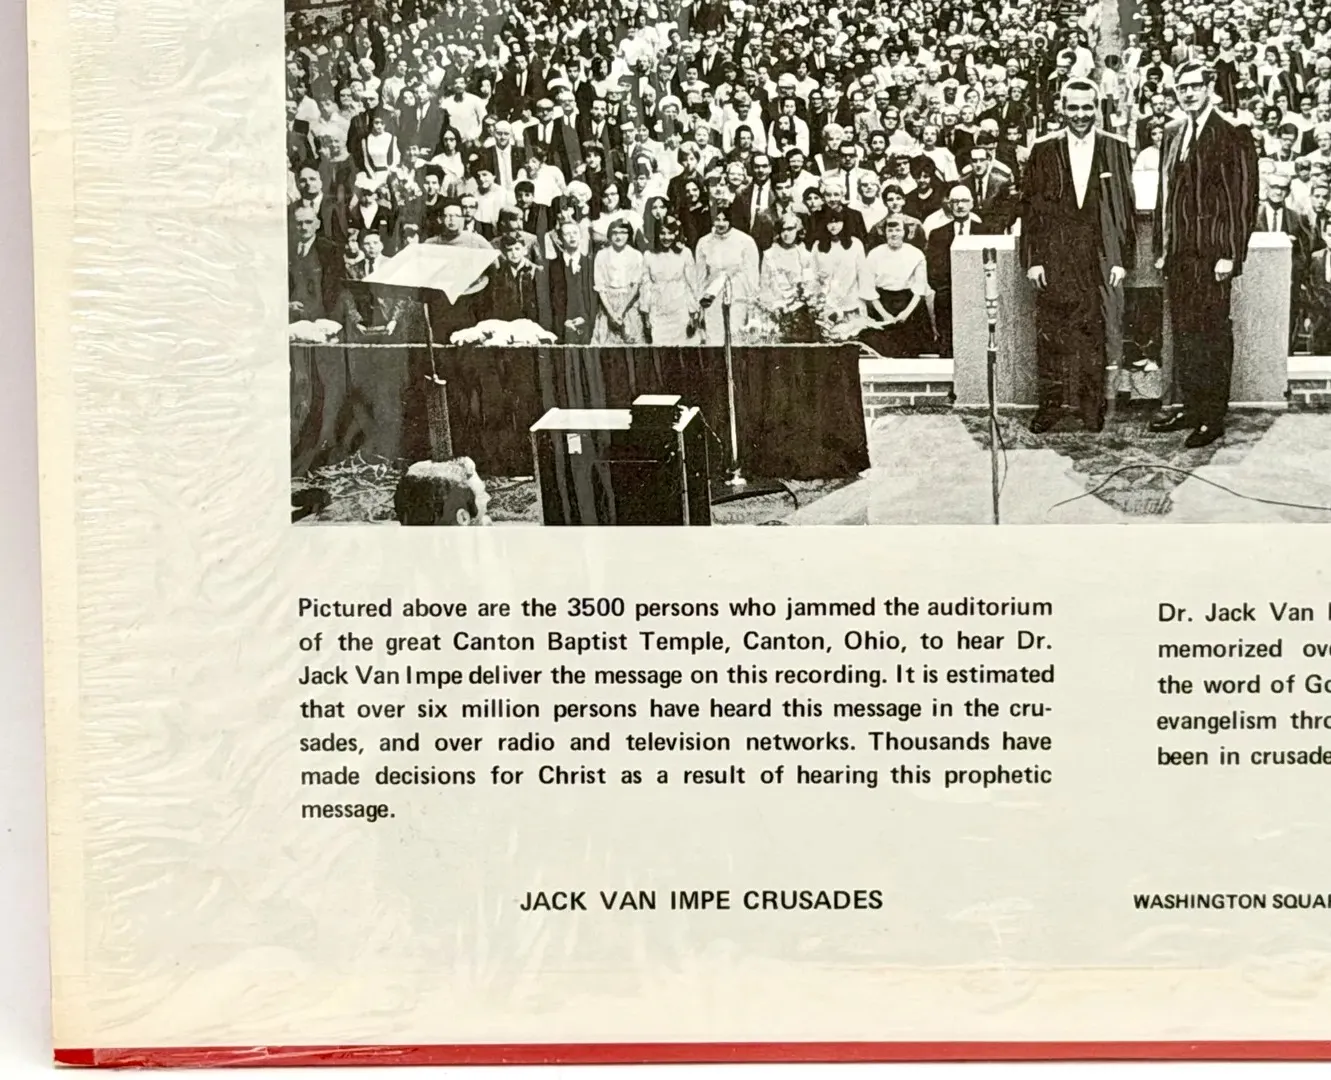 Pictured above are the 3500 persons who jammed the auditorium
of the great Canton Baptist Temple, Canton, Ohio, to hear Dr.
Jack Van Impe deliver the message on this recording. It is estimated
that over six million persons have heard this message in the cru-
sades, and over radio and television networks. Thousands have
made decisions for Christ as a result of hearing this prophetic
message.
Dr. Jack Van
memorized
the word of
evangelism
been in
JACK VAN IMPE CRUSADES
WASHINGTON